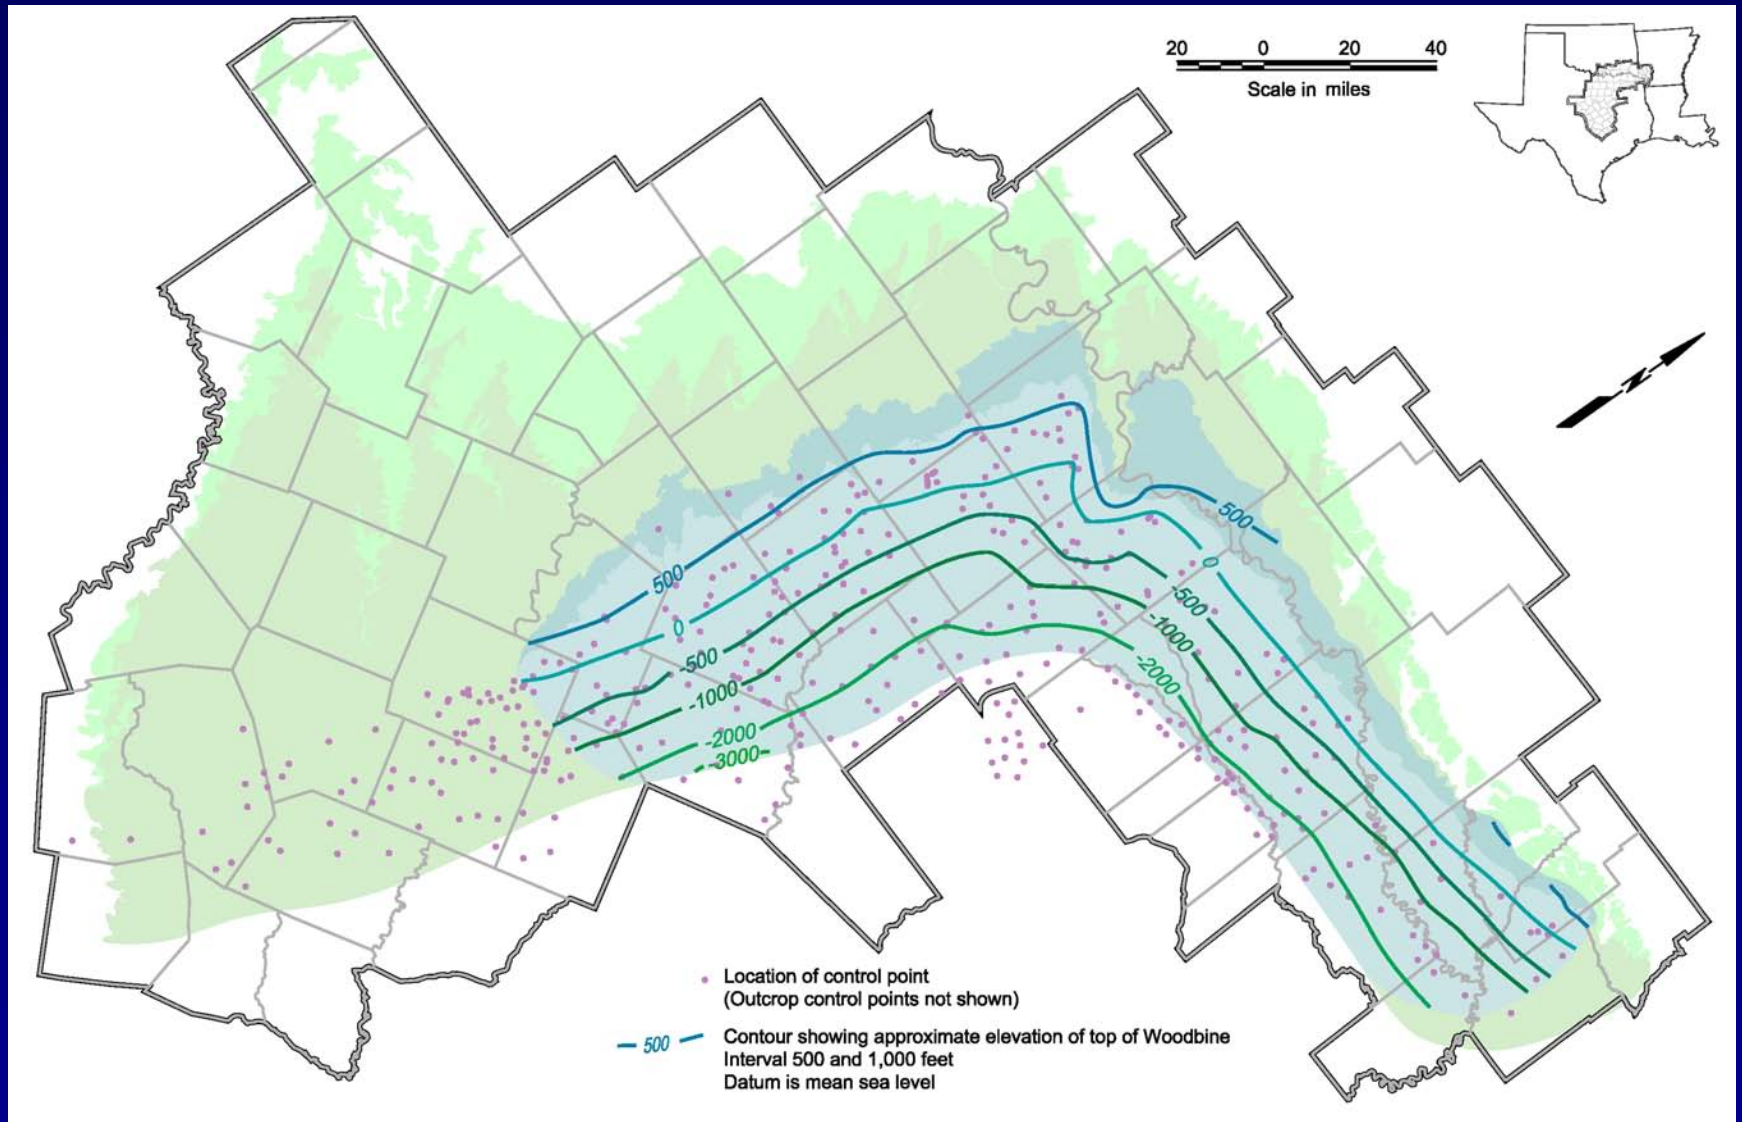 20 0 20 40
Scale in miles
N
500
500
0
0
-500
-500
-1000
-1000
-2000
-2000
-3000
Location of control point
(Outcrop control points not shown)
500
Contour showing approximate elevation of top of Woodbine
Interval 500 and 1,000 feet
Datum is mean sea level